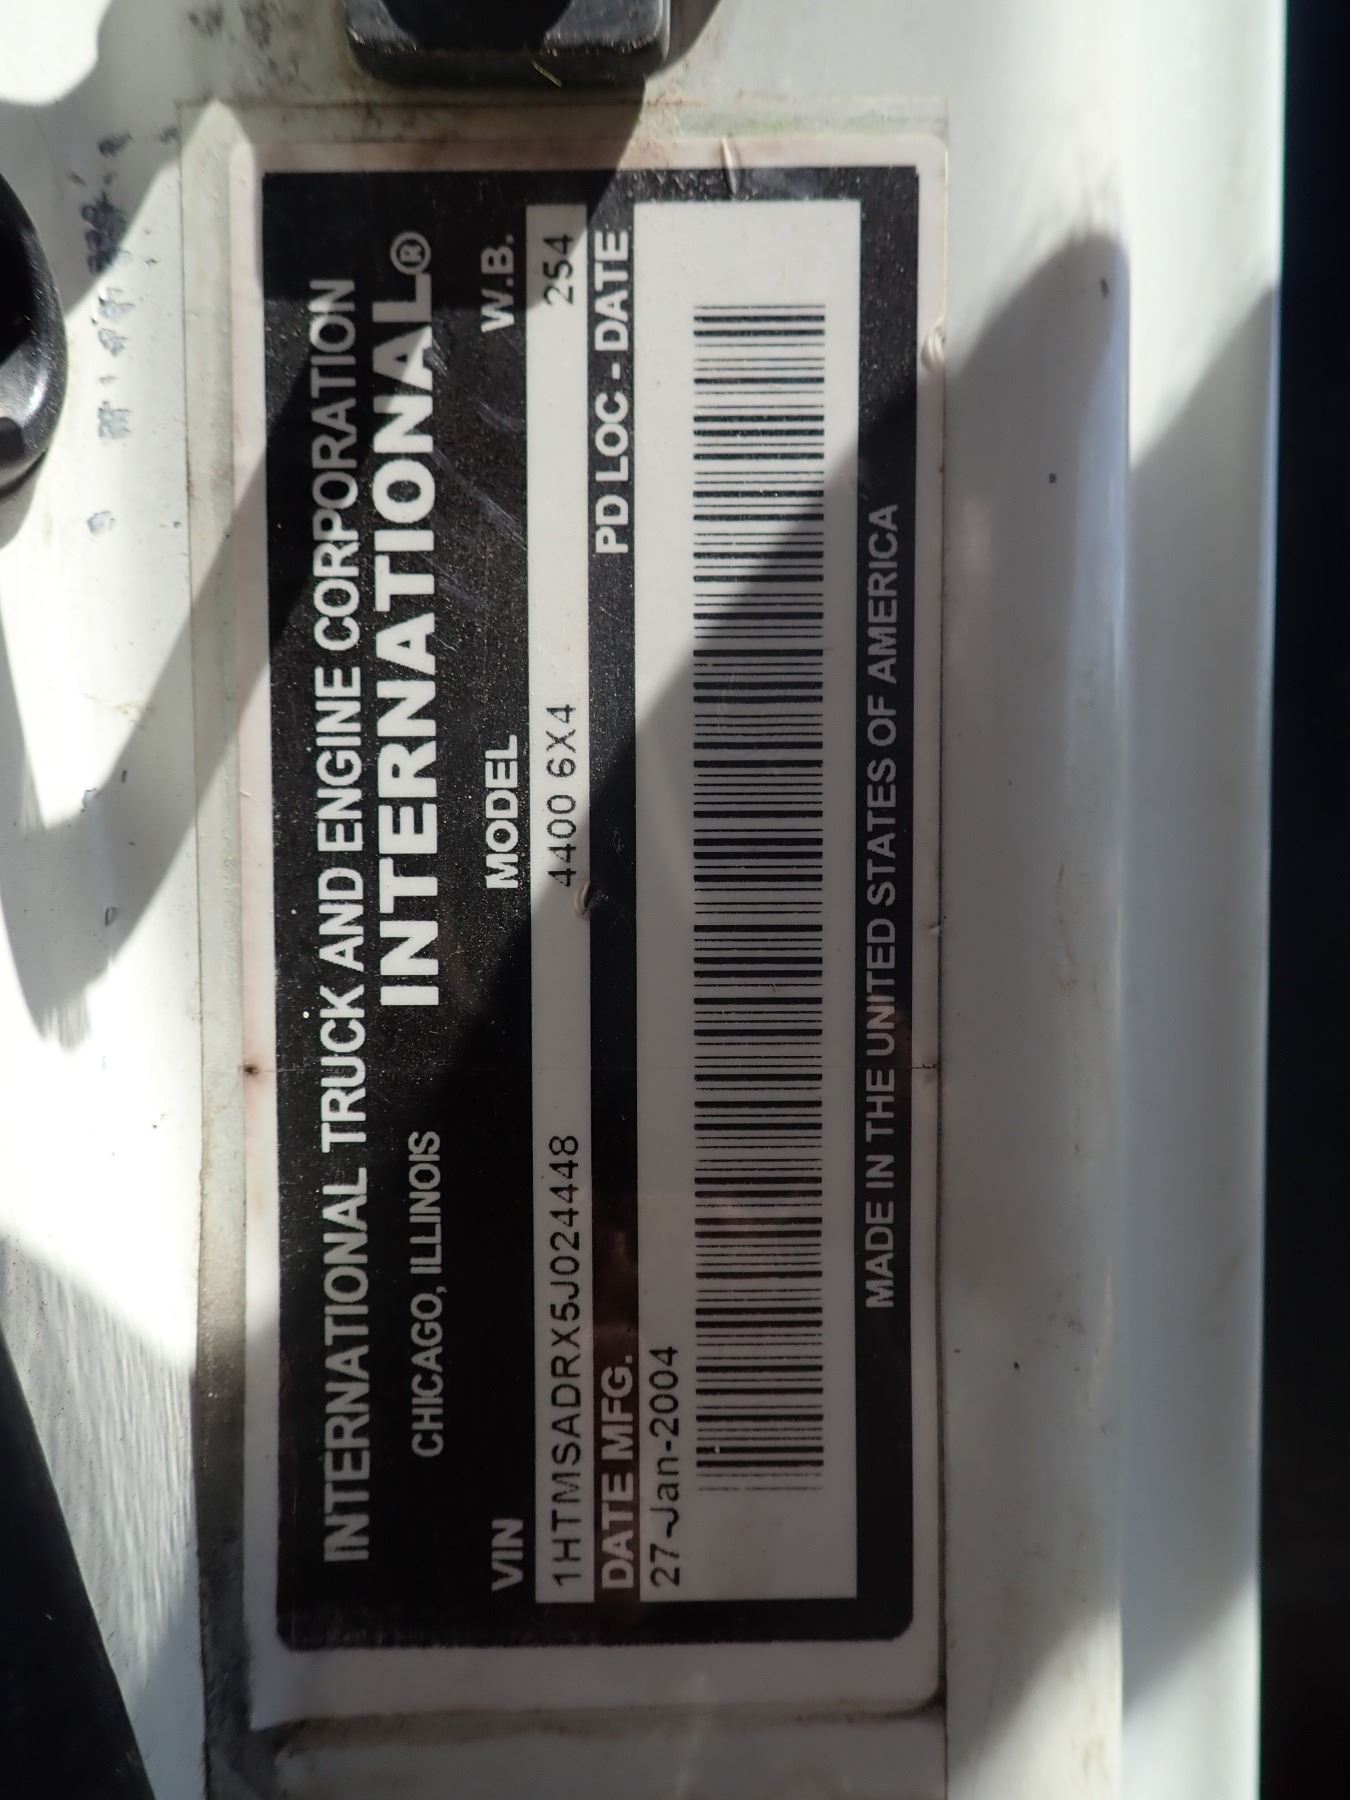 INTERNATIONAL TRUCK AND ENGINE CORPORATION
CHICAGO, ILLINOIS INTERNATIONAL®
VIN MODEL W.B.
1HTMSADRX5J024448 4400 6X4 254
DATE MFG. PD LOC - DATE
27-Jan-2004
MADE IN THE UNITED STATES OF AMERICA